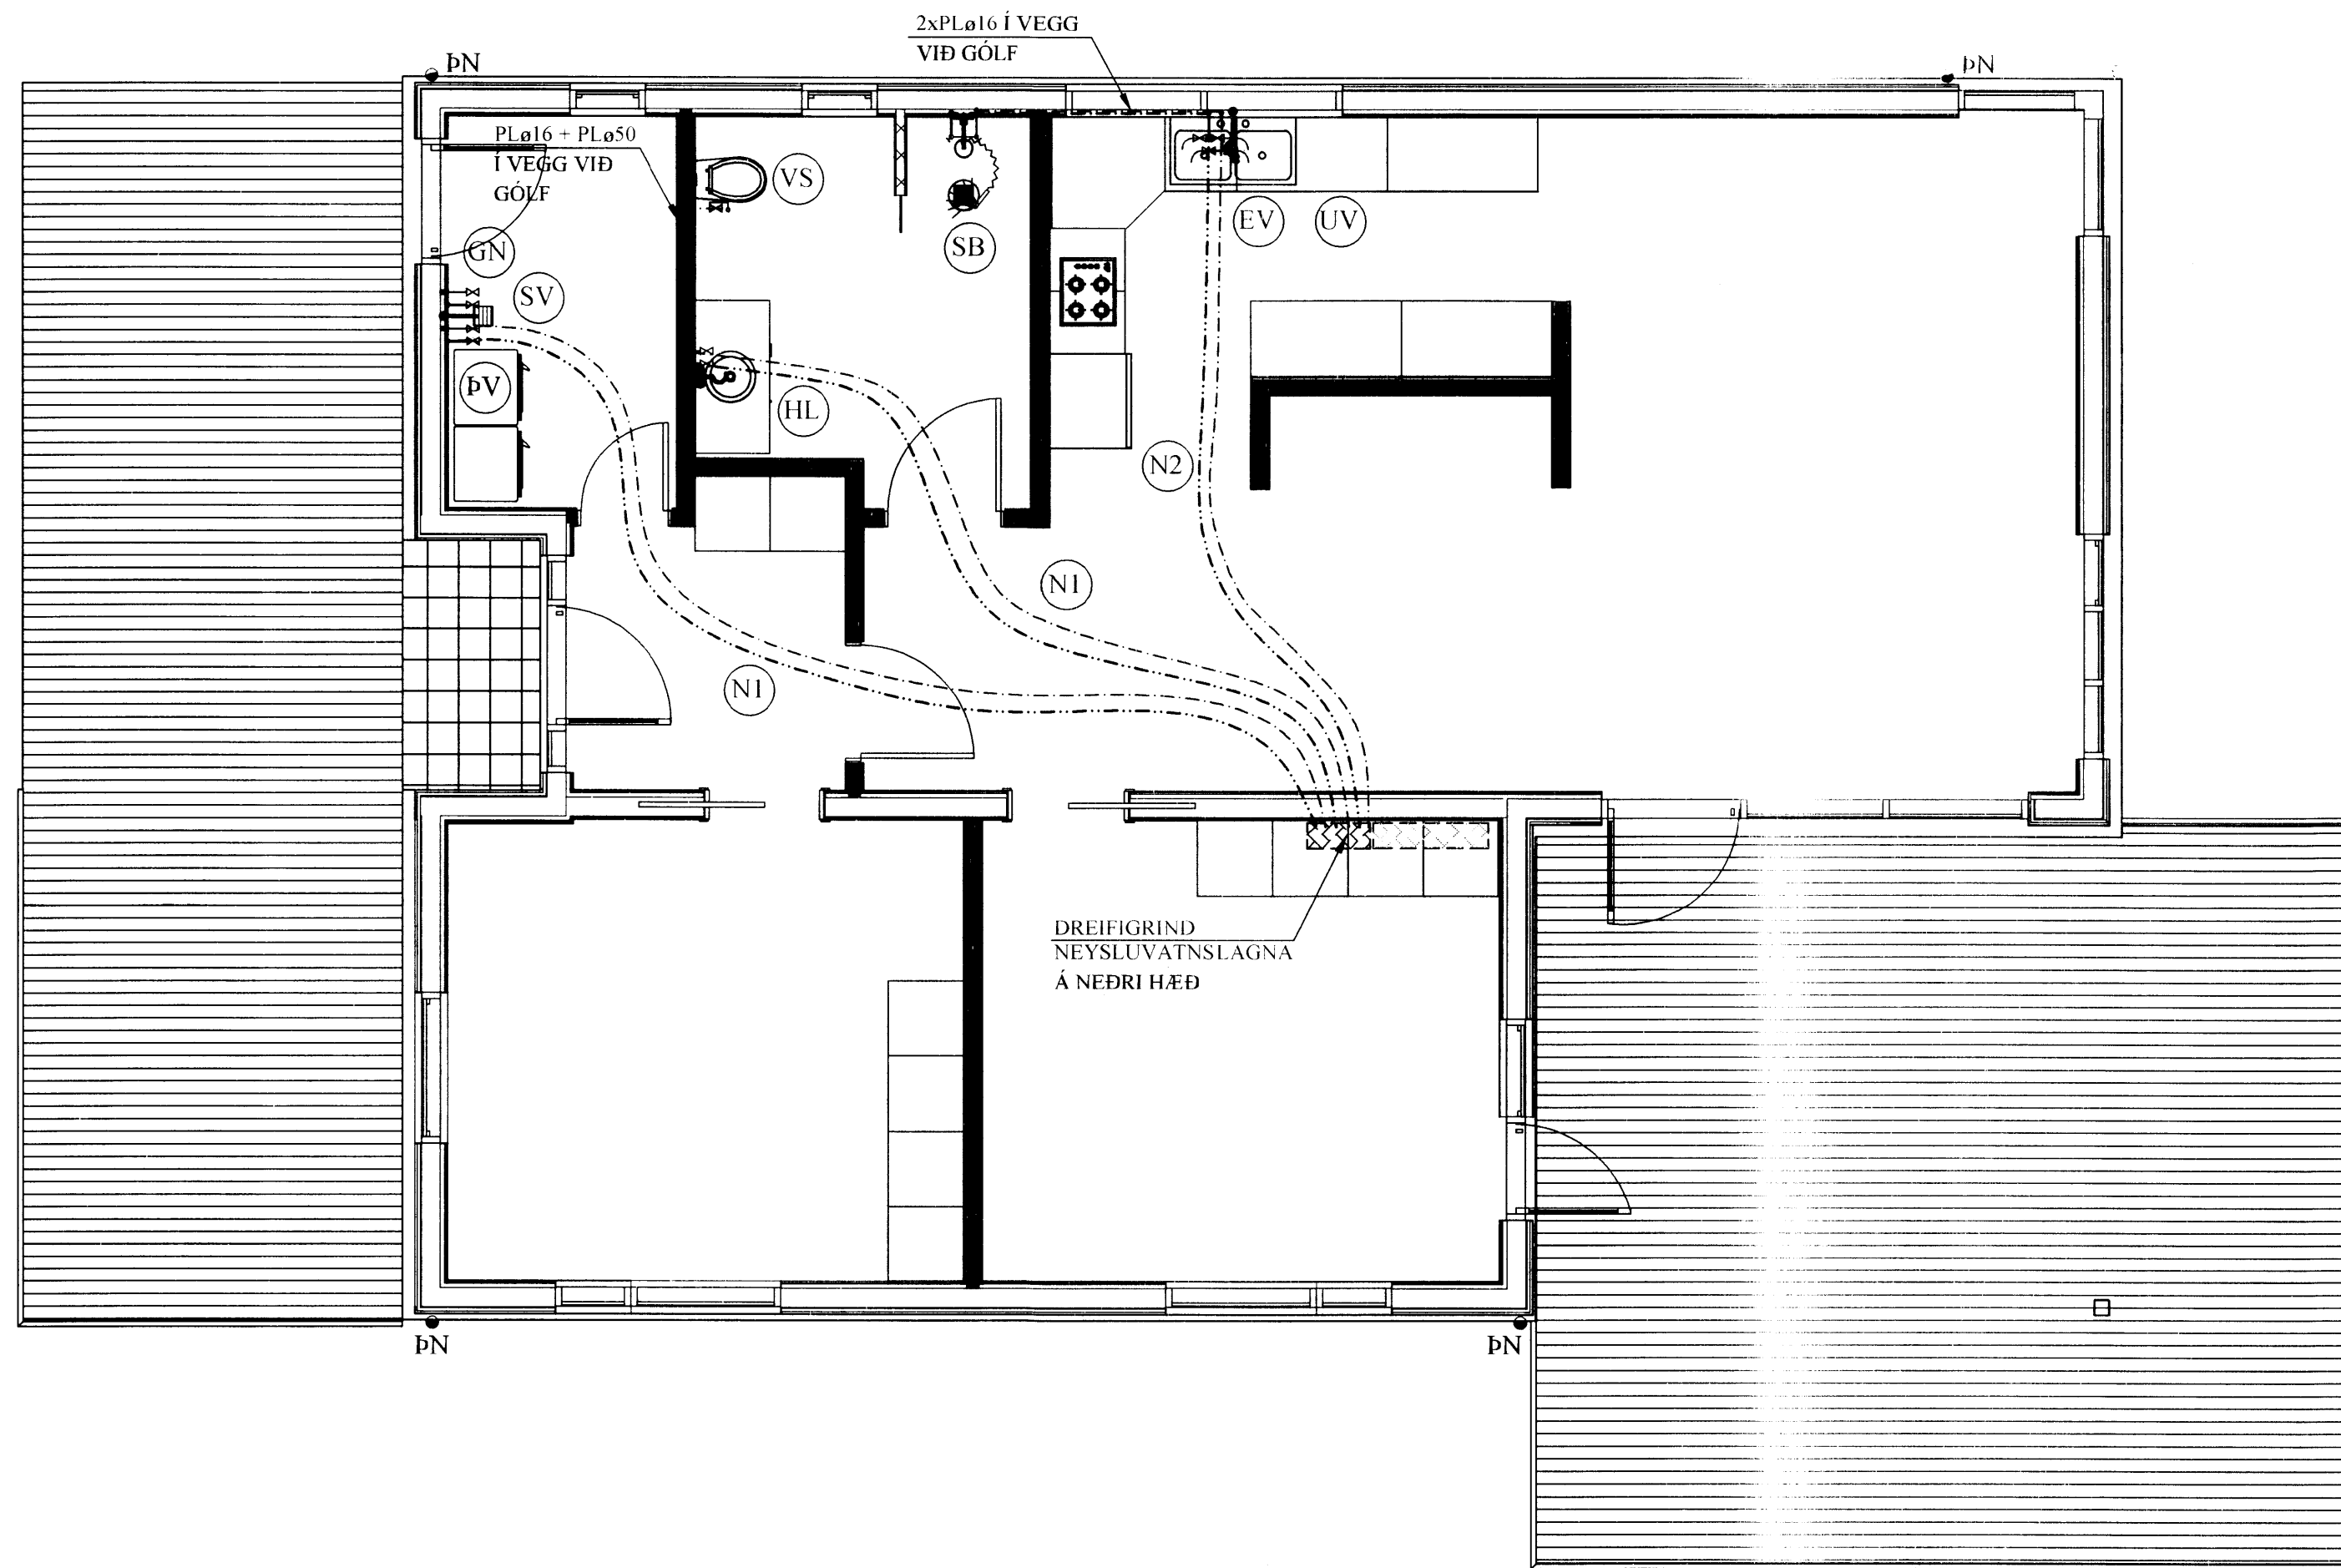 2xPLø16 Í VEGG
VIÐ GÓLF
ÞN
ÞN
PLø16 + PLø50
Í VEGG VIÐ
GÓLF
VS
SB
EV
UV
GN
SV
ÞV
HL
N2
N1
N1
DREIFIGRIND
NEYSLUVATNSLAGNA
Á NEÐRI HÆÐ
ÞN
ÞN